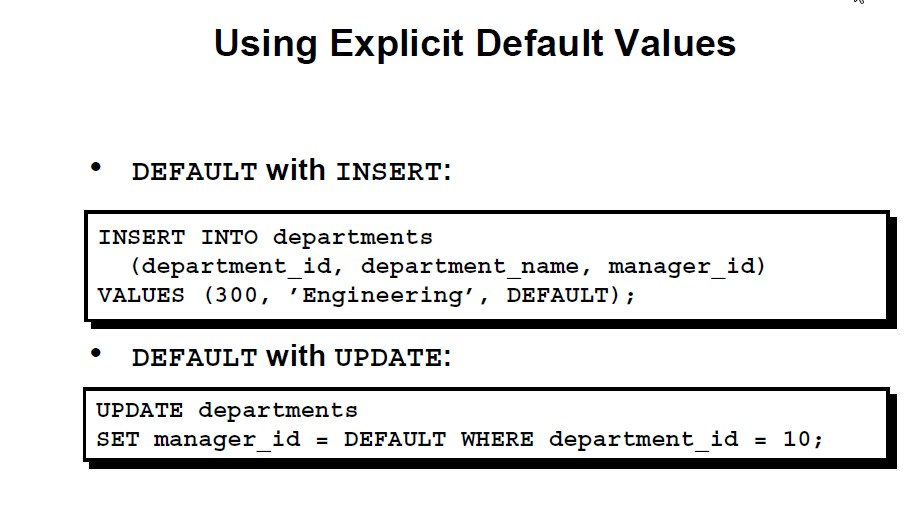 Using Explicit Default Values
• DEFAULT with INSERT:
INSERT INTO departments
(department_id, department_name, manager_id)
VALUES (300, ’Engineering’, DEFAULT);
• DEFAULT with UPDATE:
UPDATE departments
SET manager_id = DEFAULT WHERE department_id = 10;